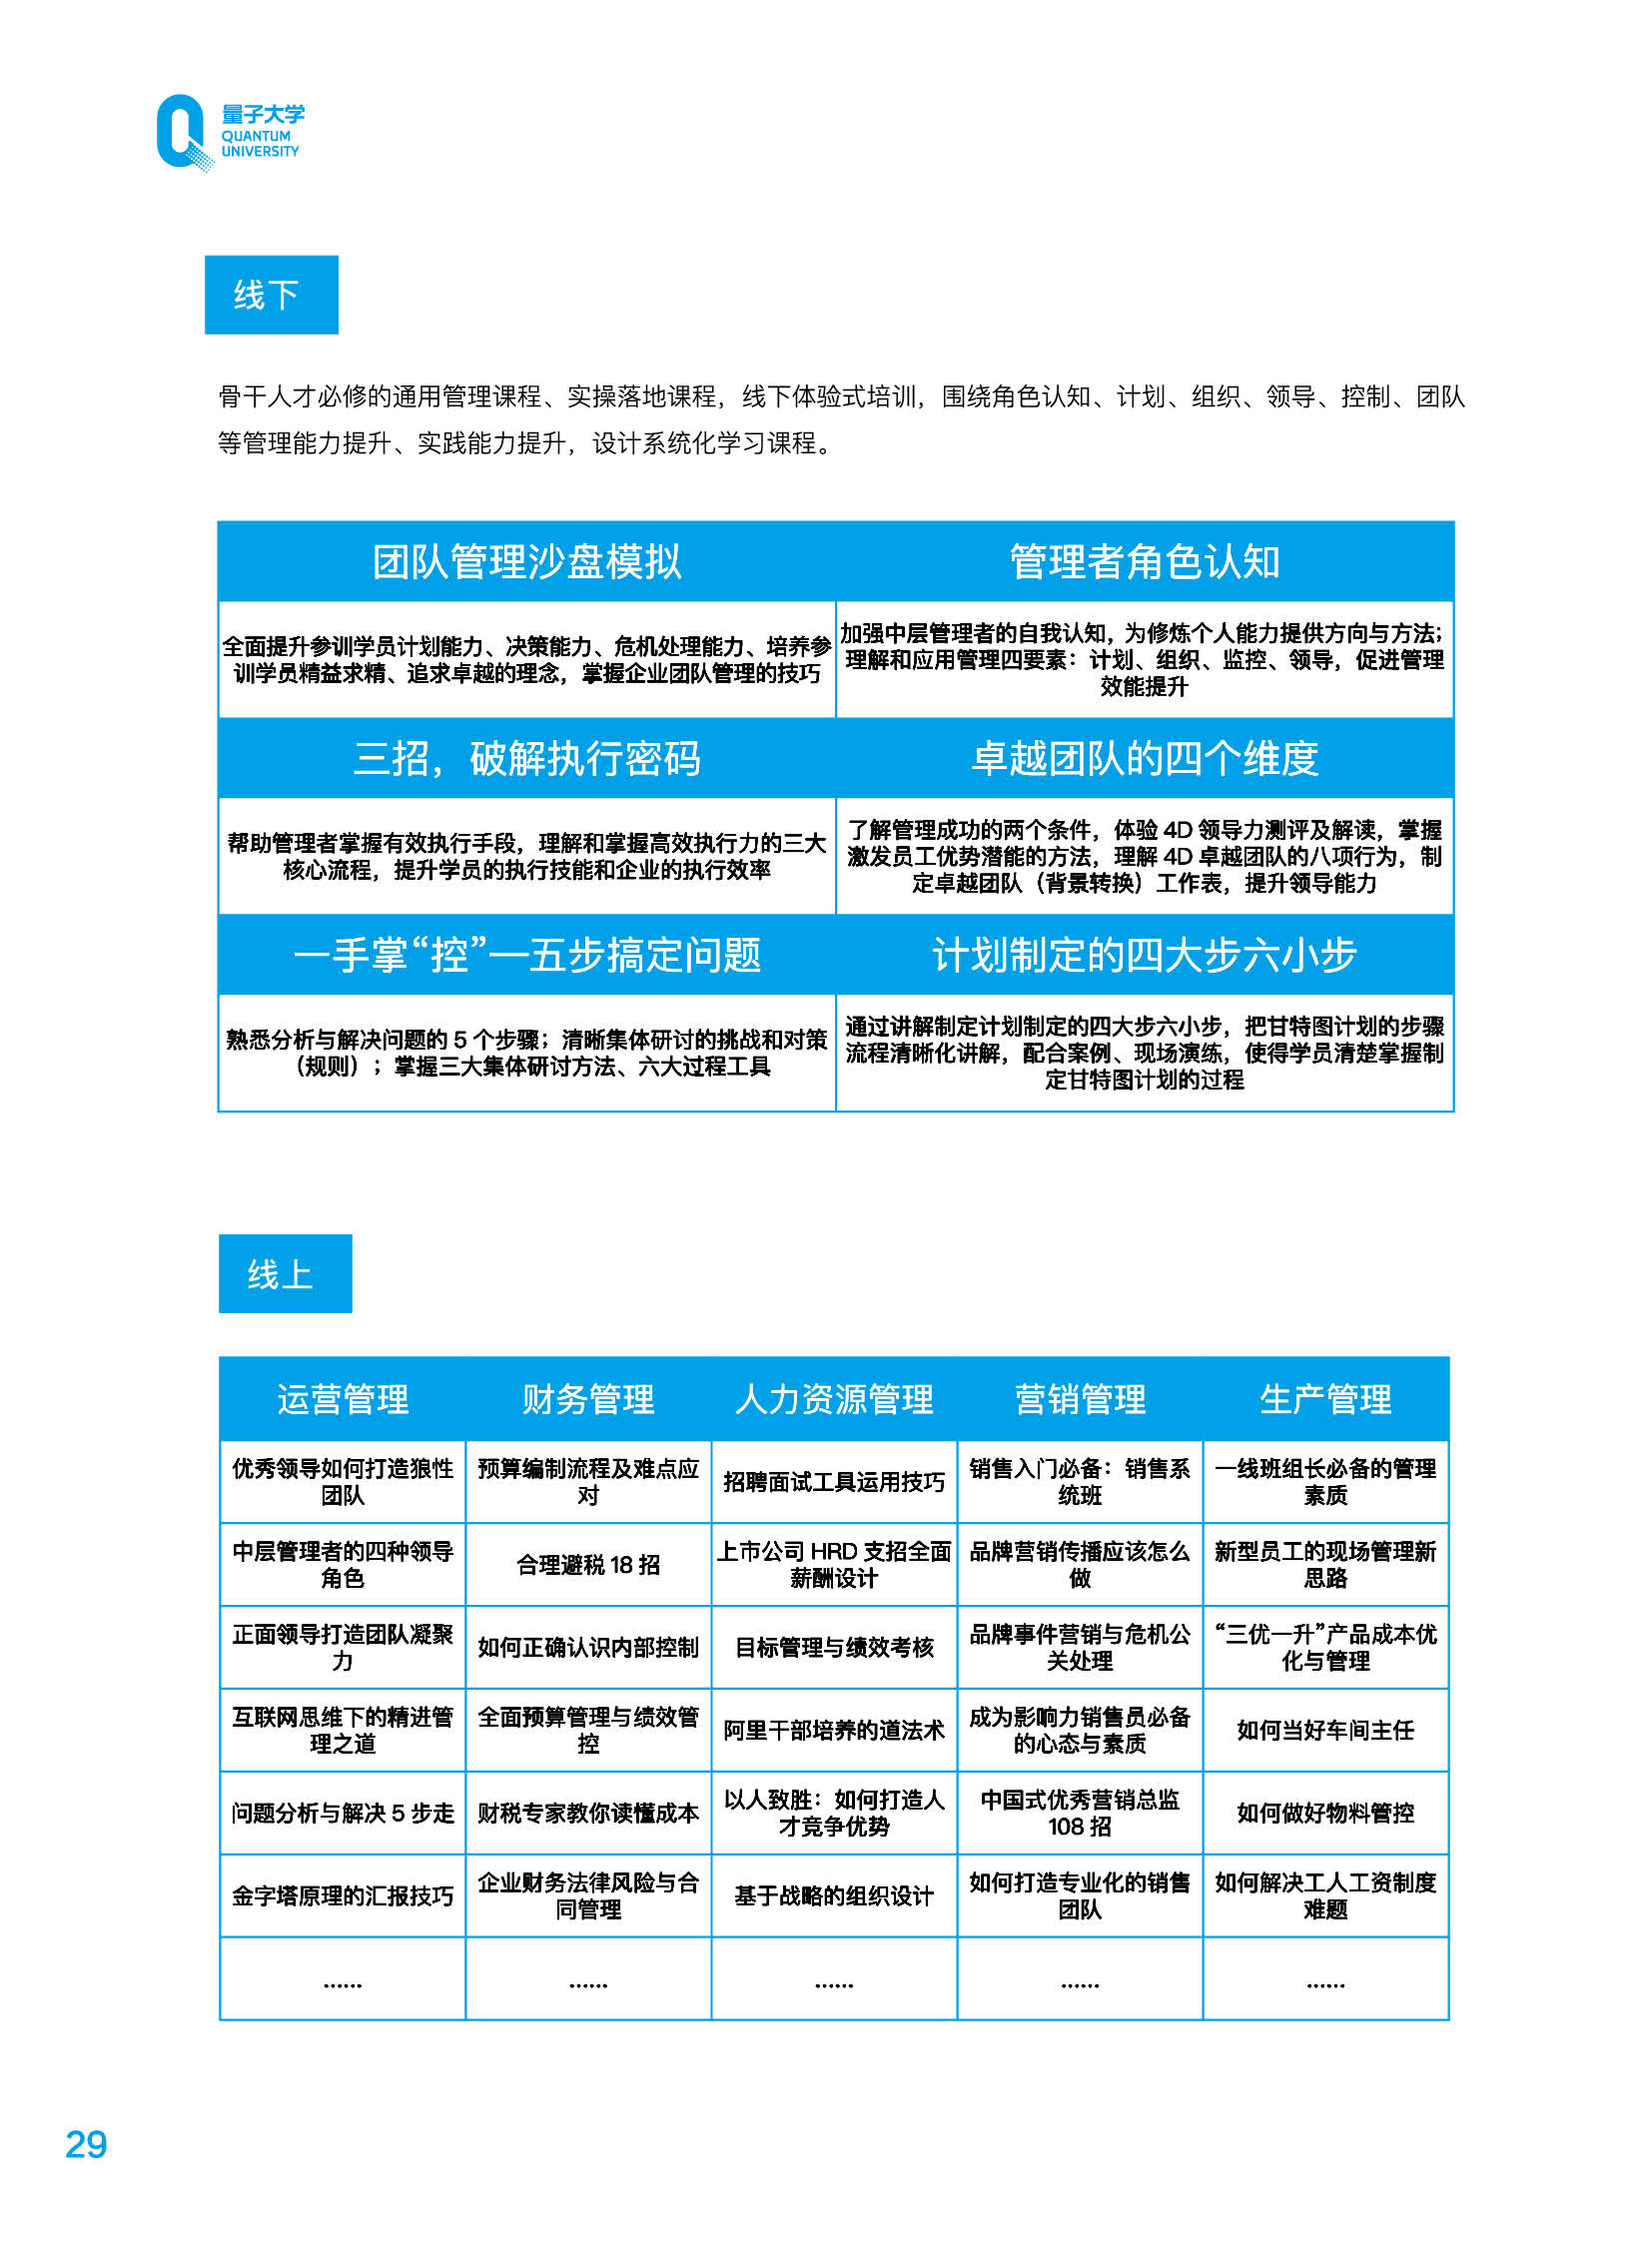 量子大学
QUANTUM
UNIVERSITY
线下
骨干人才必修的通用管理课程、实操落地课程，线下体验式培训，围绕角色认知、计划、组织、领导、控制、团队
等管理能力提升、实践能力提升，设计系统化学习课程。
团队管理沙盘模拟
管理者角色认知
全面提升参训学员计划能力、决策能力、危机处理能力、培养参
训学员精益求精、追求卓越的理念，掌握企业团队管理的技巧
加强中层管理者的自我认知，为修炼个人能力提供方向与方法；
理解和应用管理四要素：计划、组织、监控、领导，促进管理
效能提升
三招，破解执行密码
卓越团队的四个维度
帮助管理者掌握有效执行手段，理解和掌握高效执行力的三大
核心流程，提升学员的执行技能和企业的执行效率
了解管理成功的两个条件，体验 4D 领导力测评及解读，掌握
激发员工优势潜能的方法，理解 4D 卓越团队的八项行为，制
定卓越团队（背景转换）工作表，提升领导能力
一手掌“控”—五步搞定问题
计划制定的四大步六小步
熟悉分析与解决问题的 5 个步骤；清晰集体研讨的挑战和对策
（规则）；掌握三大集体研讨方法、六大过程工具
通过讲解制定计划制定的四大步六小步，把甘特图计划的步骤
流程清晰化讲解，配合案例、现场演练，使得学员清楚掌握制
定甘特图计划的过程
线上
运营管理
财务管理
人力资源管理
营销管理
生产管理
优秀领导如何打造狼性
团队
预算编制流程及难点应
对
招聘面试工具运用技巧
销售入门必备：销售系
统班
一线班组长必备的管理
素质
中层管理者的四种领导
角色
合理避税 18 招
上市公司 HRD 支招全面
薪酬设计
品牌营销传播应该怎么
做
新型员工的现场管理新
思路
正面领导打造团队凝聚
力
如何正确认识内部控制
目标管理与绩效考核
品牌事件营销与危机公
关处理
“三优一升”产品成本优
化与管理
互联网思维下的精进管
理之道
全面预算管理与绩效管
控
阿里干部培养的道法术
成为影响力销售员必备
的心态与素质
如何当好车间主任
问题分析与解决 5 步走
财税专家教你读懂成本
以人致胜：如何打造人
才竞争优势
中国式优秀营销总监
108 招
如何做好物料管控
金字塔原理的汇报技巧
企业财务法律风险与合
同管理
基于战略的组织设计
如何打造专业化的销售
团队
如何解决工人工资制度
难题
……
……
……
……
……
29